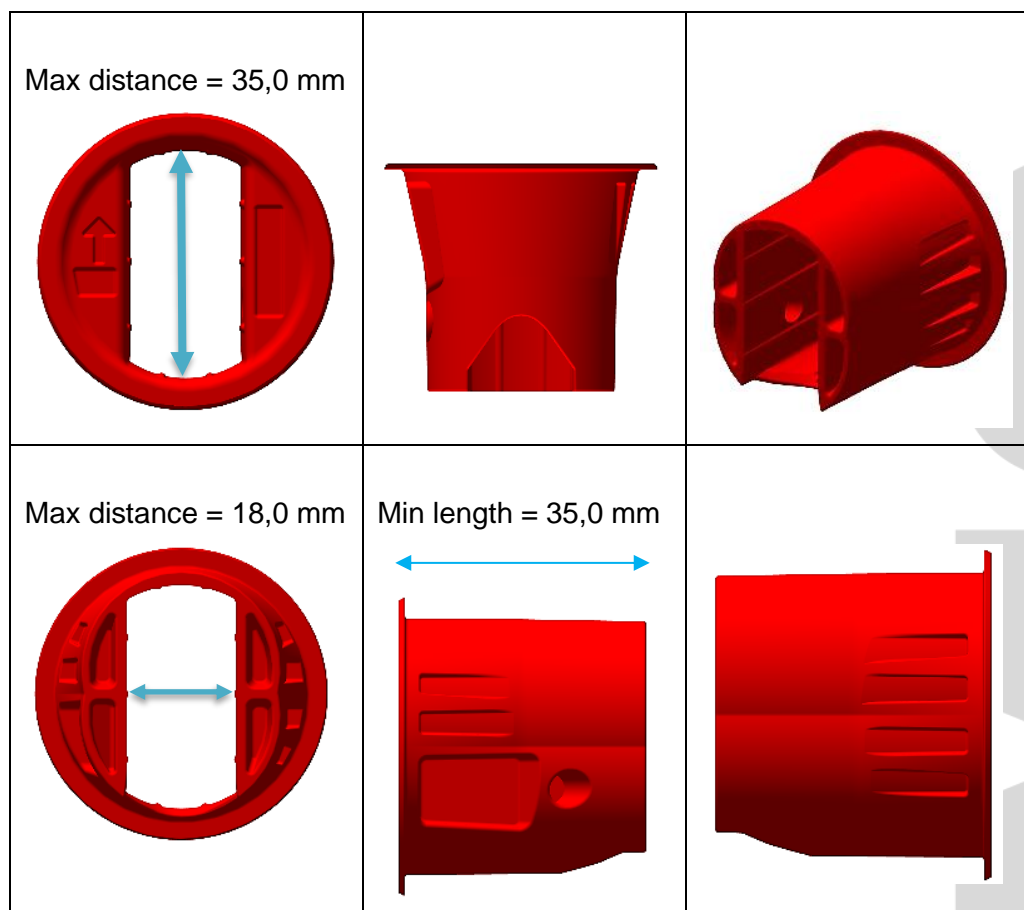 Max distance = 35,0 mm
Max distance = 18,0 mm
Min length = 35,0 mm